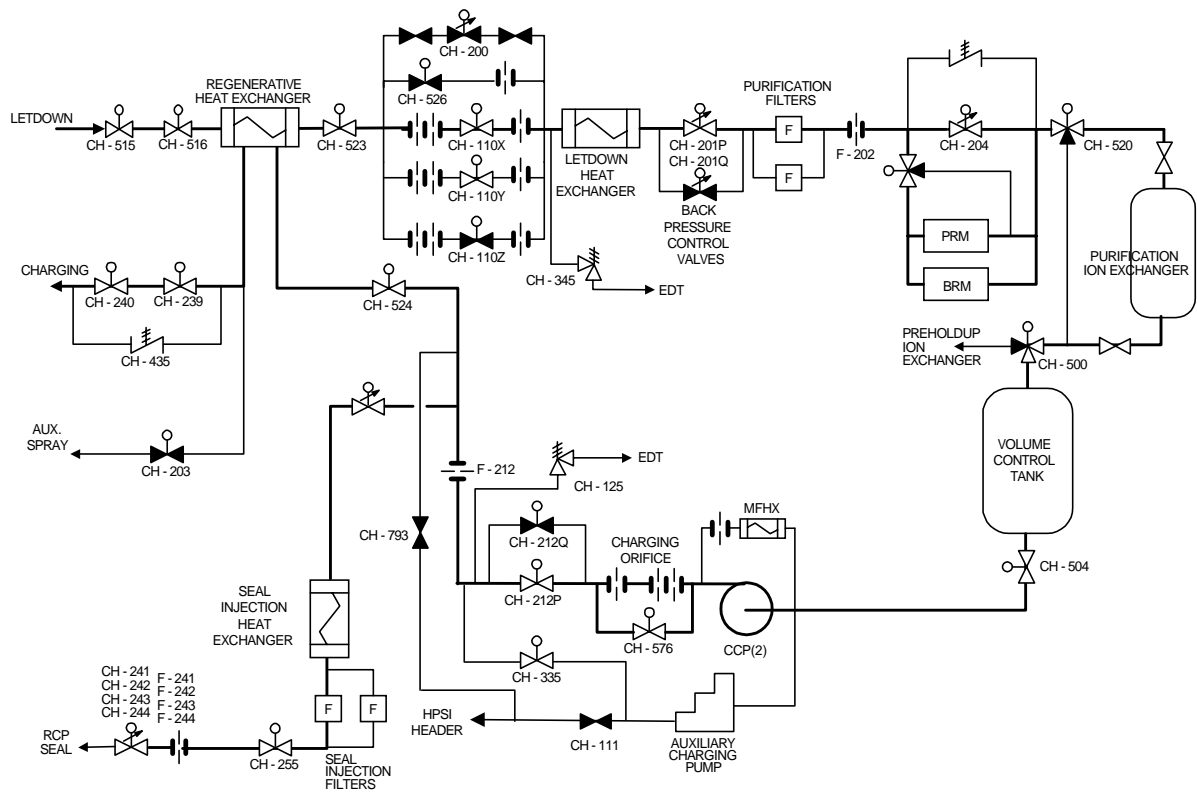 CH - 200
REGENERATIVE
HEAT EXCHANGER
CH - 526
PURIFICATION
FILTERS
LETDOWN
F
CH - 515
CH - 516
CH - 523
CH - 110X
LETDOWN
HEAT
EXCHANGER
CH - 201P
CH - 201Q
F - 202
CH - 204
CH - 520
F
CH - 110Y
BACK
PRESSURE
CONTROL
VALVES
PRM
BRM
PURIFICATION
ION EXCHANGER
CH - 110Z
CH - 345
EDT
CHARGING
CH - 240
CH - 239
CH - 524
CH - 435
PREHOLDUP
ION
EXCHANGER
CH - 500
AUX.
SPRAY
CH - 203
VOLUME
CONTROL
TANK
F - 212
EDT
CH - 125
CH - 793
CH - 212Q
CHARGING
ORIFICE
MFHX
CH - 504
CH - 212P
SEAL
INJECTION
HEAT
EXCHANGER
CH - 576
CCP(2)
CH - 335
CH - 241
CH - 242
CH - 243
CH - 244
F - 241
F - 242
F - 243
F - 244
F
F
HPSI
HEADER
CH - 111
AUXILIARY
CHARGING
PUMP
RCP
SEAL
CH - 255
SEAL
INJECTION
FILTERS